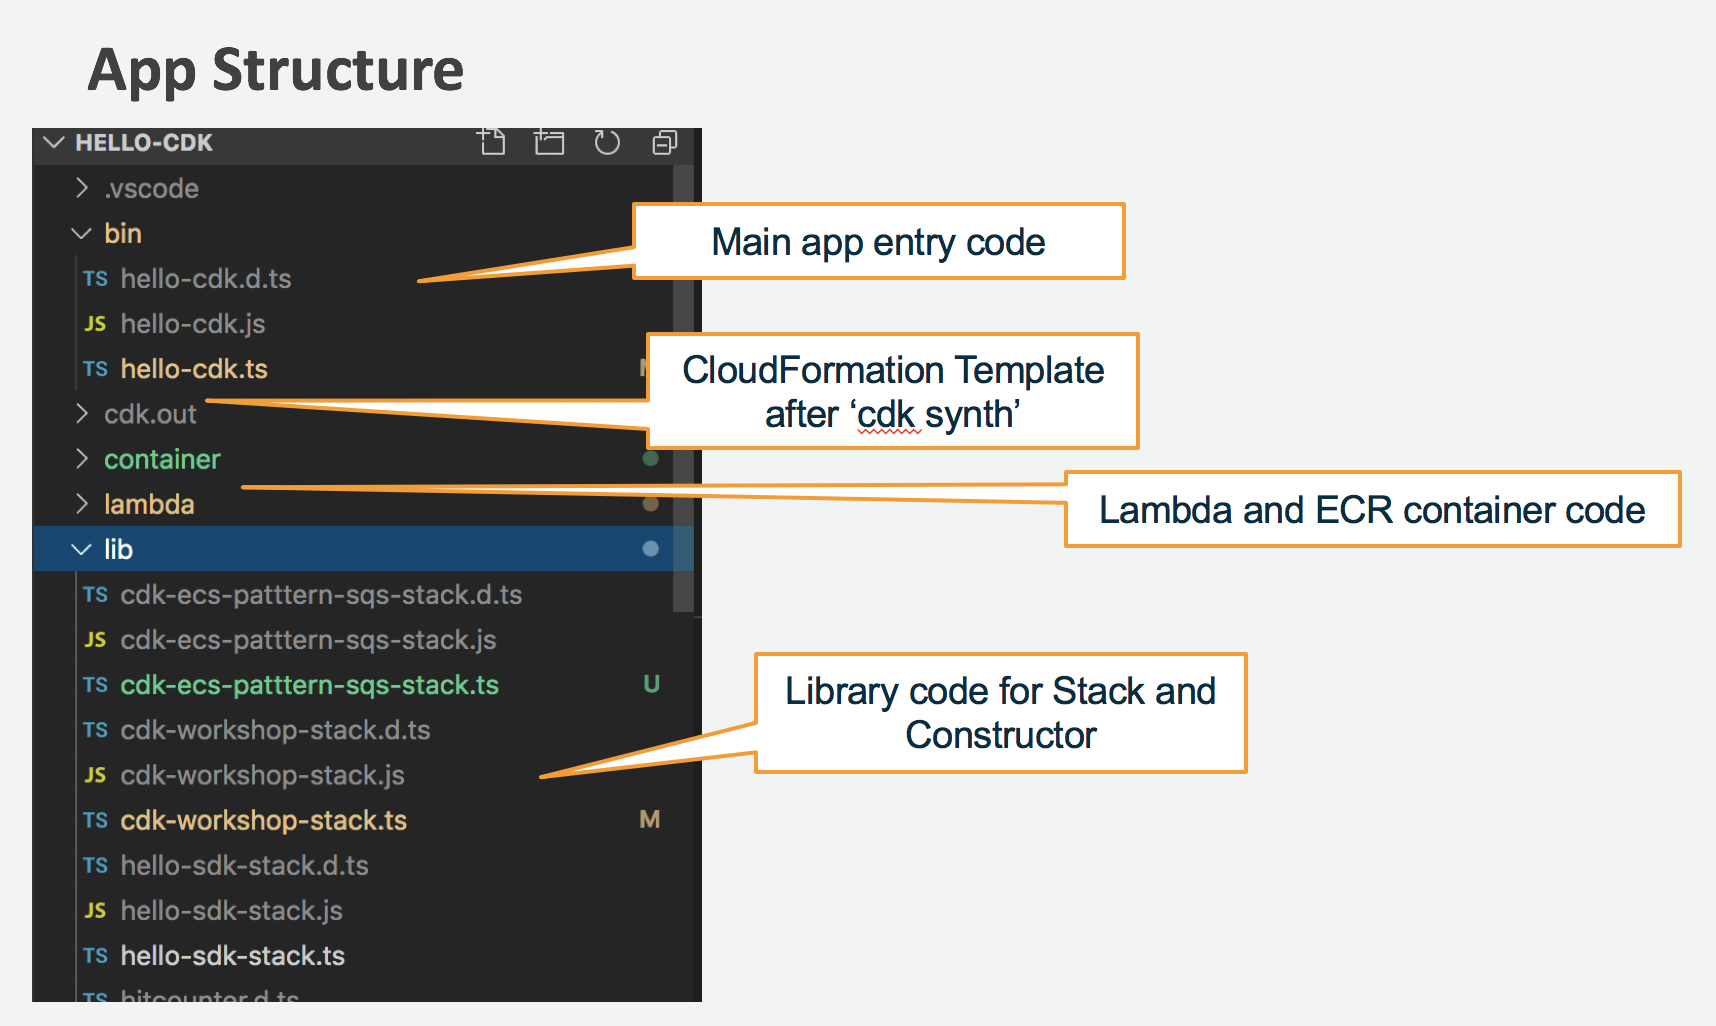 App Structure
HELLO-CDK
.vscode
bin
TS hello-cdk.d.ts
JS hello-cdk.js
TS hello-cdk.ts
cdk.out
container
lambda
lib
TS cdk-ecs-patttern-sqs-stack.d.ts
JS cdk-ecs-patttern-sqs-stack.js
TS cdk-ecs-patttern-sqs-stack.ts U
TS cdk-workshop-stack.d.ts
JS cdk-workshop-stack.js
TS cdk-workshop-stack.ts M
TS hello-sdk-stack.d.ts
JS hello-sdk-stack.js
TS hello-sdk-stack.ts
TS hitcounter.d.ts
Main app entry code
CloudFormation Template
after ‘cdk synth’
Lambda and ECR container code
Library code for Stack and
Constructor